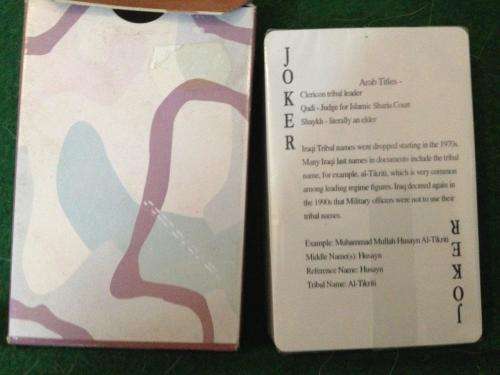 JOKER
Arab Titles -
Clericon tribal leader
Qadi - Judge for Islamic Sharia Court
Shaykh - literally an elder
Iraqi Tribal names were dropped starting in the 1970s.
Many Iraqi last names in documents include the tribal
name, for example, al-Tikriti, which is very common
among leading regime figures. Iraq decreed again in
the 1990s that Military officers were not to use their
tribal names.
Example: Muhammad Mullah Husayn Al-Tikriti
Middle Name(s): Husayn
Reference Name: Husayn
Tribal Name: Al-Tikriti
JOKER